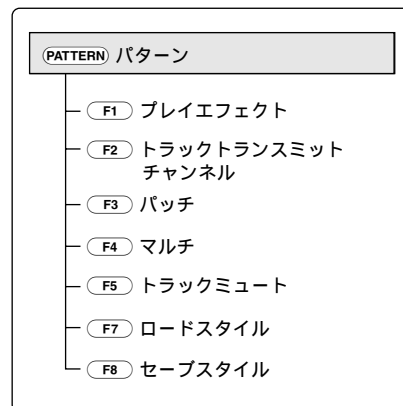 PATTERN パターン
F1 プレイエフェクト
F2 トラックトランスミット
チャンネル
F3 パッチ
F4 マルチ
F5 トラックミュート
F7 ロードスタイル
F8 セーブスタイル